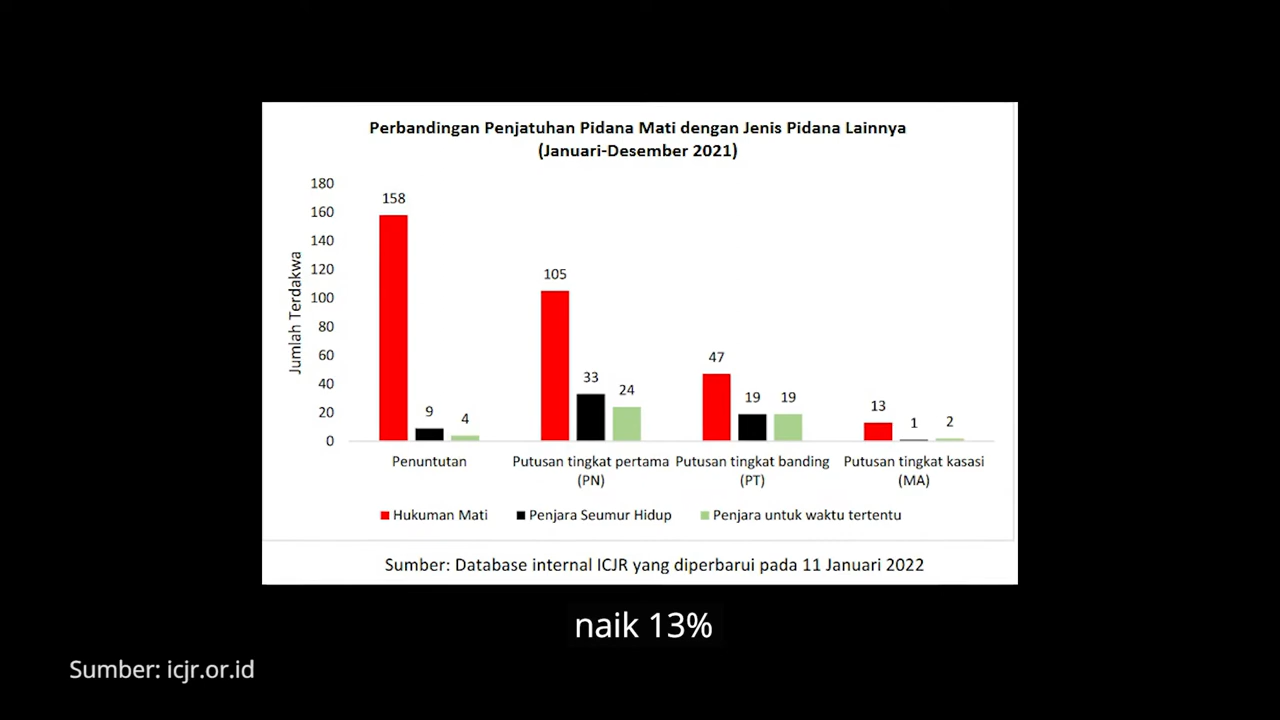 Perbandingan Penjatuhan Pidana Mati dengan Jenis Pidana Lainnya
(Januari-Desember 2021)
Jumlah Terdakwa
180
160
140
120
100
80
60
40
20
0
158
9
4
105
33
24
47
19
19
13
1
2
Penuntutan
Putusan tingkat pertama
(PN)
Putusan tingkat banding
(PT)
Putusan tingkat kasasi
(MA)
Hukuman Mati
Penjara Seumur Hidup
Penjara untuk waktu tertentu
Sumber: Database internal ICJR yang diperbarui pada 11 Januari 2022
naik 13%
Sumber: icjr.or.id